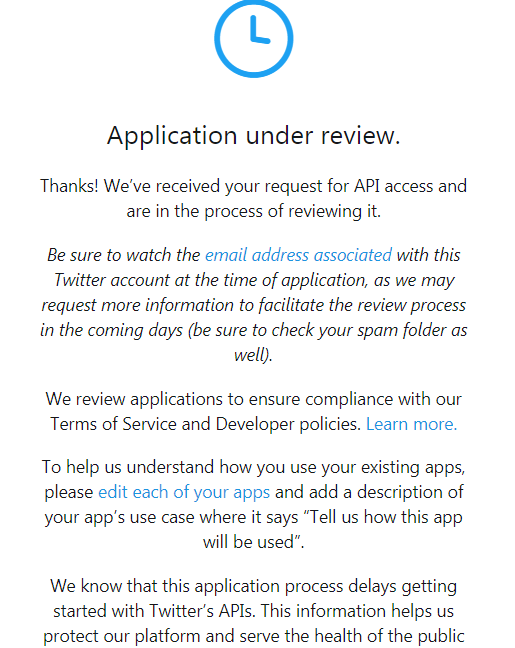 Application under review.
Thanks! We’ve received your request for API access and
are in the process of reviewing it.
Be sure to watch the email address associated with this
Twitter account at the time of application, as we may
request more information to facilitate the review process
in the coming days (be sure to check your spam folder as
well).
We review applications to ensure compliance with our
Terms of Service and Developer policies. Learn more.
To help us understand how you use your existing apps,
please edit each of your apps and add a description of
your app’s use case where it says “Tell us how this app
will be used”.
We know that this application process delays getting
started with Twitter’s APIs. This information helps us
protect our platform and serve the health of the public